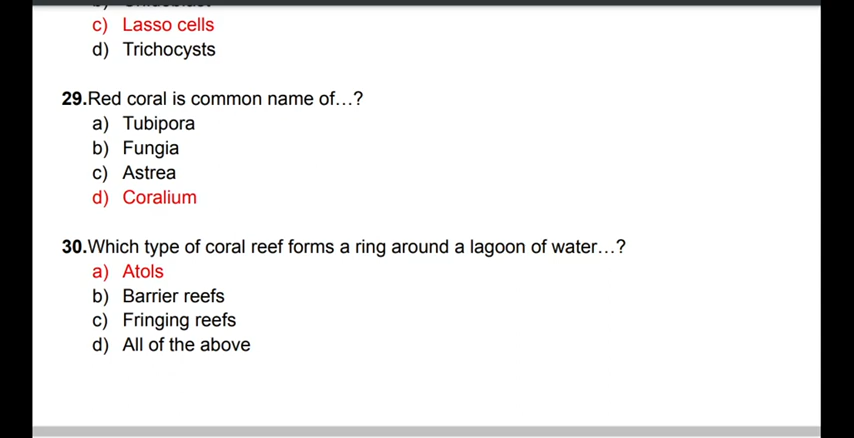 c) Lasso cells
d) Trichocysts
29.Red coral is common name of…?
a) Tubipora
b) Fungia
c) Astrea
d) Coralium
30.Which type of coral reef forms a ring around a lagoon of water…?
a) Atols
b) Barrier reefs
c) Fringing reefs
d) All of the above